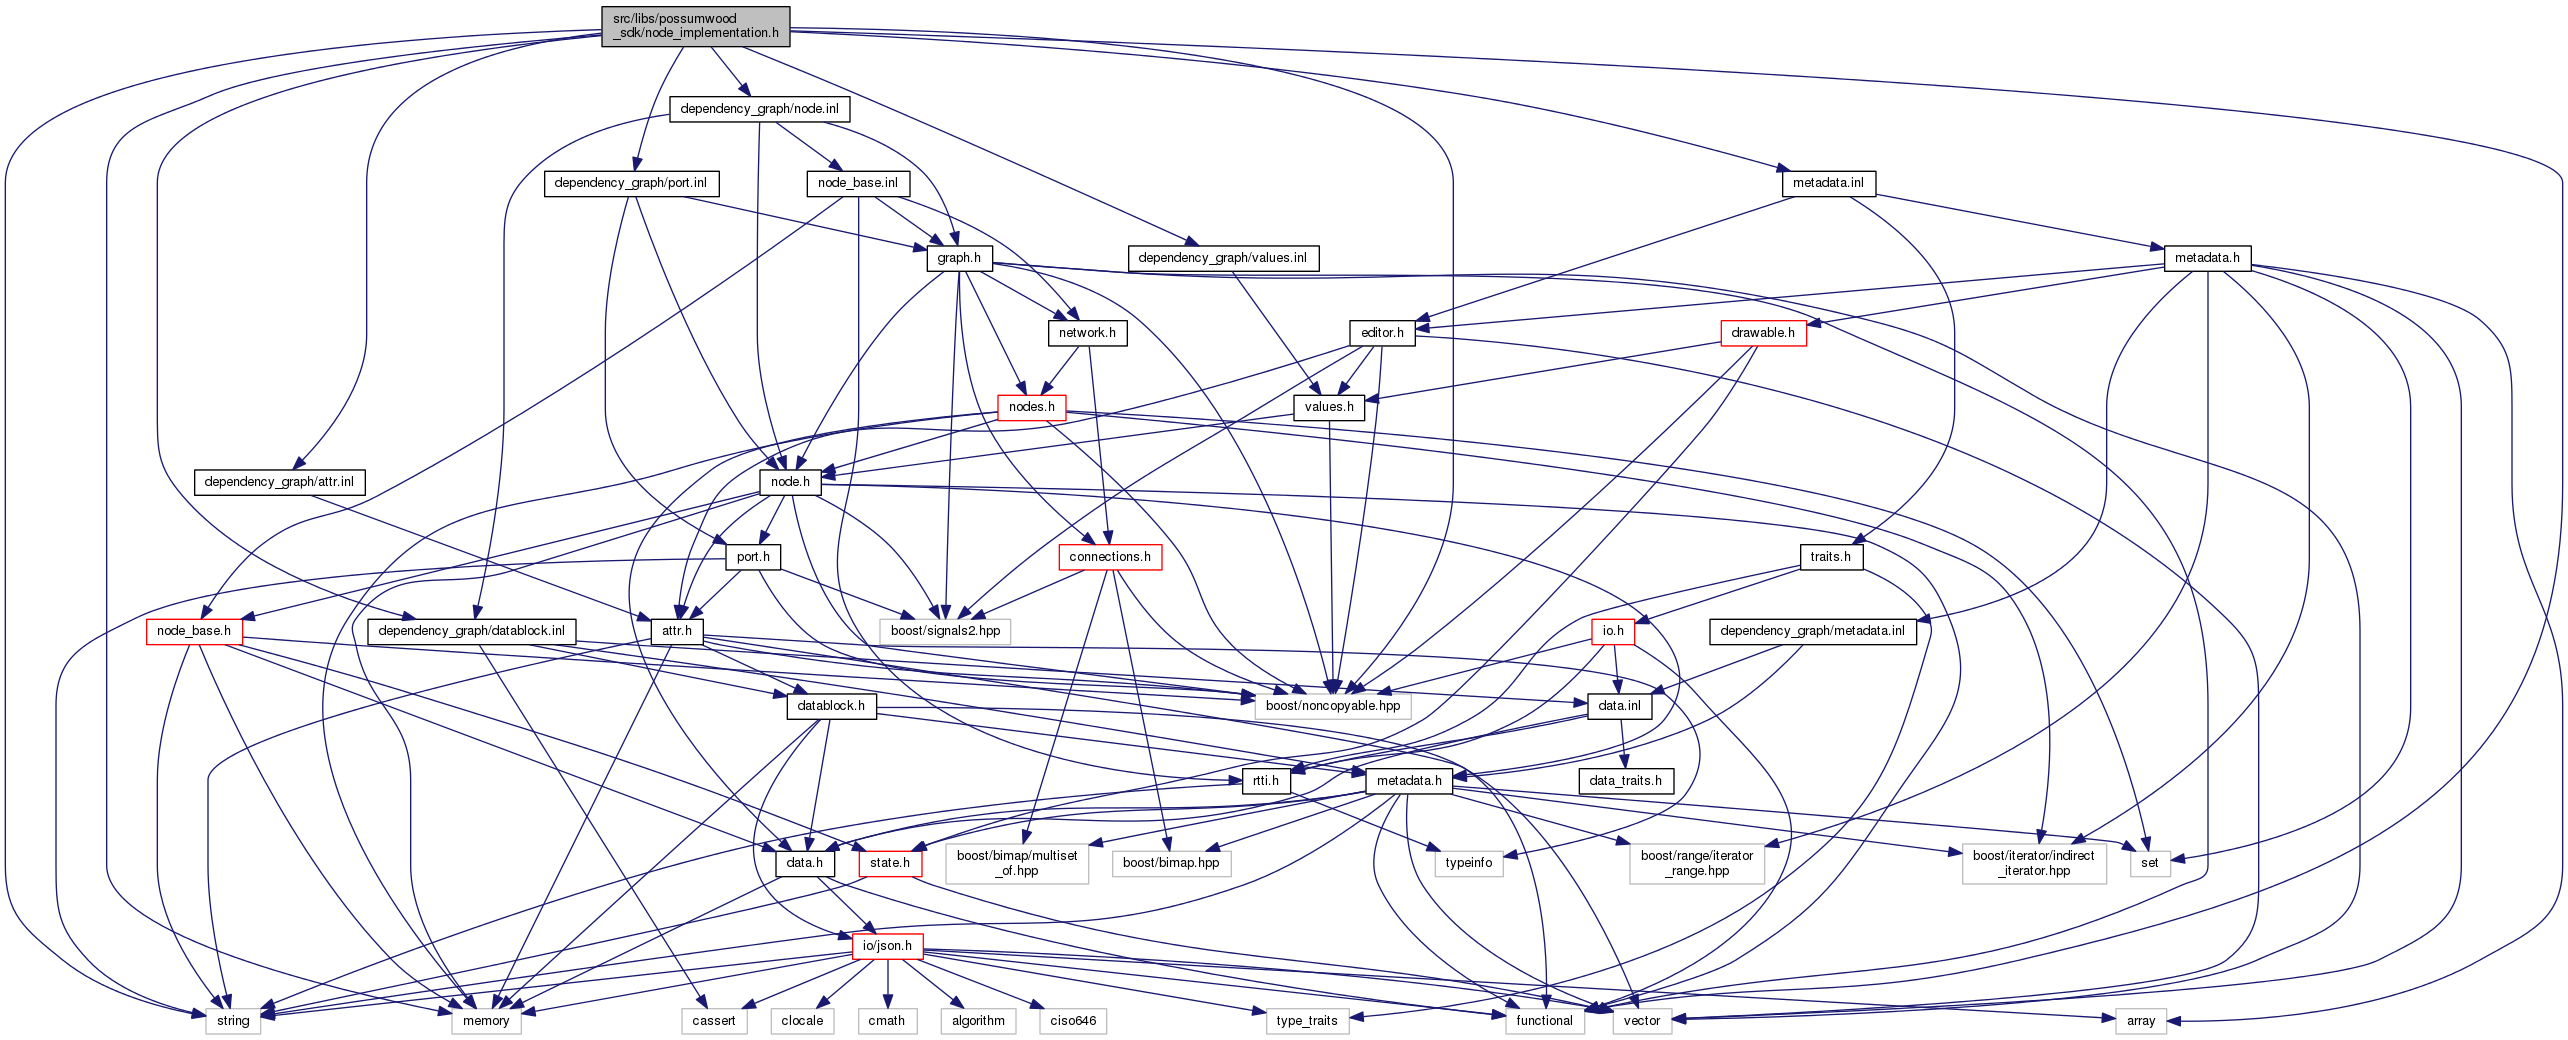 src/libs/possumwood
_sdk/node_implementation.h
dependency_graph/node.inl
dependency_graph/port.inl
node_base.inl
metadata.inl
graph.h
dependency_graph/values.inl
metadata.h
network.h
editor.h
drawable.h
nodes.h
values.h
dependency_graph/attr.inl
node.h
port.h
connections.h
traits.h
node_base.h
dependency_graph/datablock.inl
attr.h
boost/signals2.hpp
io.h
dependency_graph/metadata.inl
datablock.h
boost/noncopyable.hpp
data.inl
rtti.h
metadata.h
data_traits.h
data.h
state.h
boost/bimap/multiset
_of.hpp
boost/bimap.hpp
typeinfo
boost/range/iterator
_range.hpp
boost/iterator/indirect
_iterator.hpp
set
io/json.h
string
memory
cassert
clocale
cmath
algorithm
ciso646
type_traits
functional
vector
array